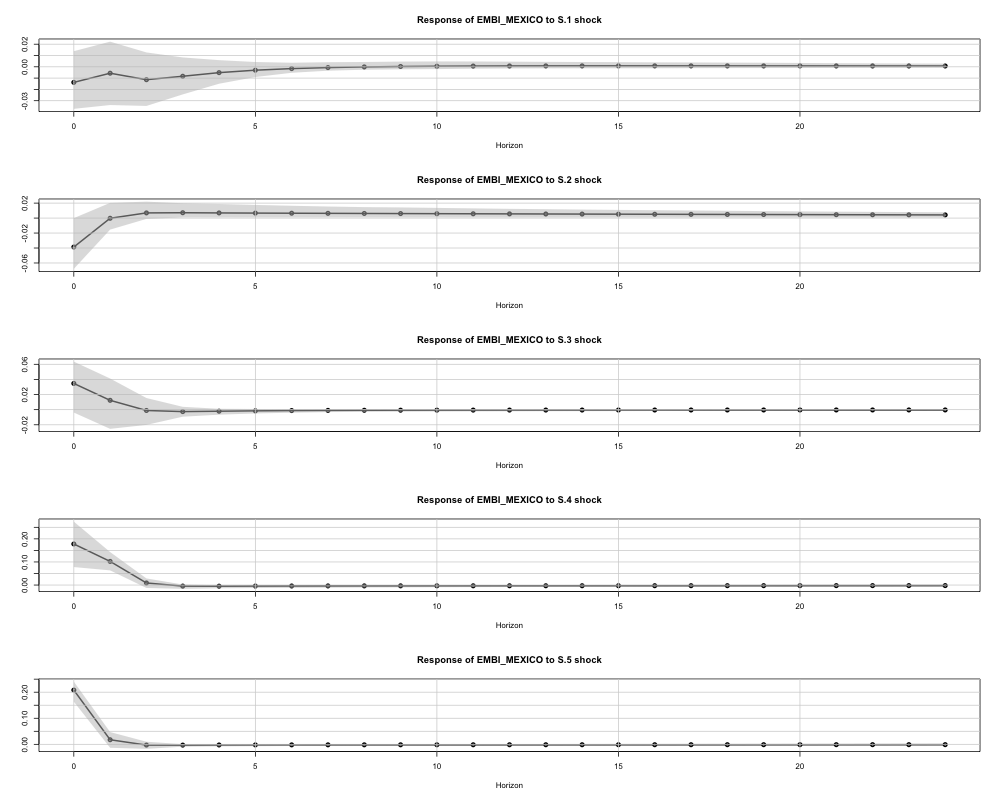 Response of EMBI_MEXICO to S.1 shock
0.02
0.00
-0.03
0 5 10 15 20
Horizon
Response of EMBI_MEXICO to S.2 shock
0.02
-0.02
-0.06
0 5 10 15 20
Horizon
Response of EMBI_MEXICO to S.3 shock
0.06
0.02
-0.02
0 5 10 15 20
Horizon
Response of EMBI_MEXICO to S.4 shock
0.20
0.10
0.00
0 5 10 15 20
Horizon
Response of EMBI_MEXICO to S.5 shock
0.20
0.10
0.00
0 5 10 15 20
Horizon